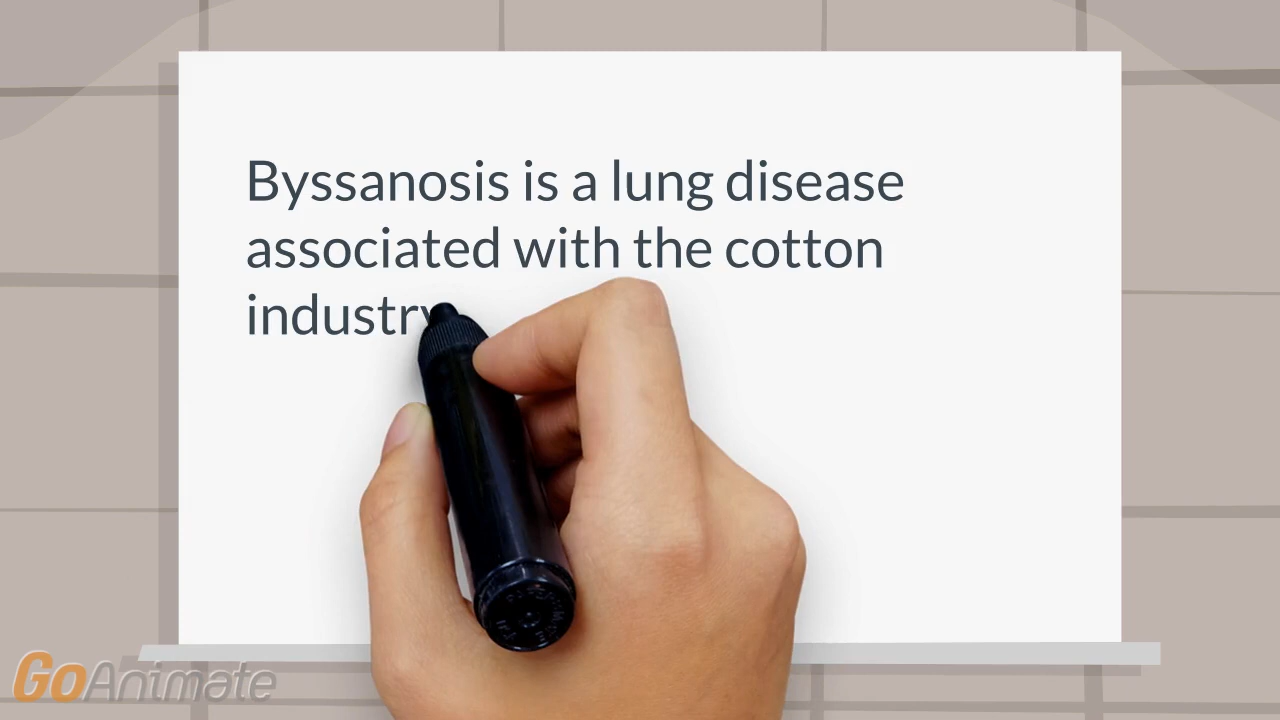 Byssanosis is a lung disease
associated with the cotton
industry
GoAnimate